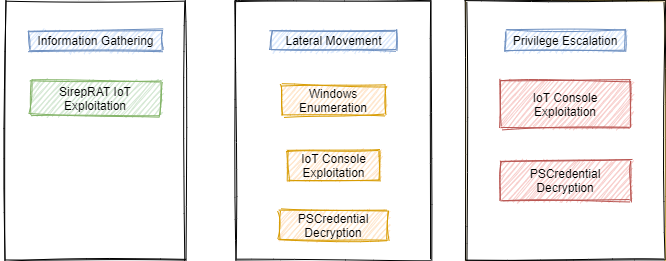 Information Gathering
SirepRAT IoT
Exploitation
Lateral Movement
Windows
Enumeration
IoT Console
Exploitation
PSCredential
Decryption
Privilege Escalation
IoT Console
Exploitation
PSCredential
Decryption